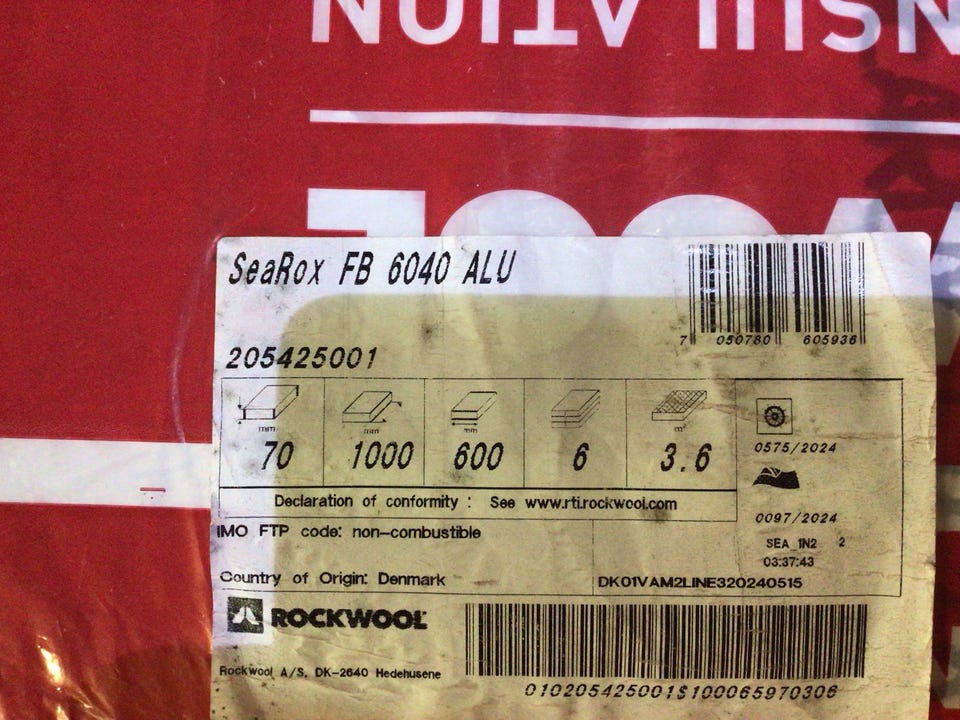 SeaRox FB 6040 ALU
7 050780 605936
205425001
mm mm mm m²
70 1000 600 6 3.6
0575/2024
Declaration of conformity : See www.rti.rockwool.com
0097/2024
IMO FTP code: non-combustible
SEA_1N2 2
03:37:43
Country of Origin: Denmark
DK01VAM2LINE320240515
ROCKWOOL
Rockwool A/S, DK-2640 Hedehusene
010205425001$100065970306